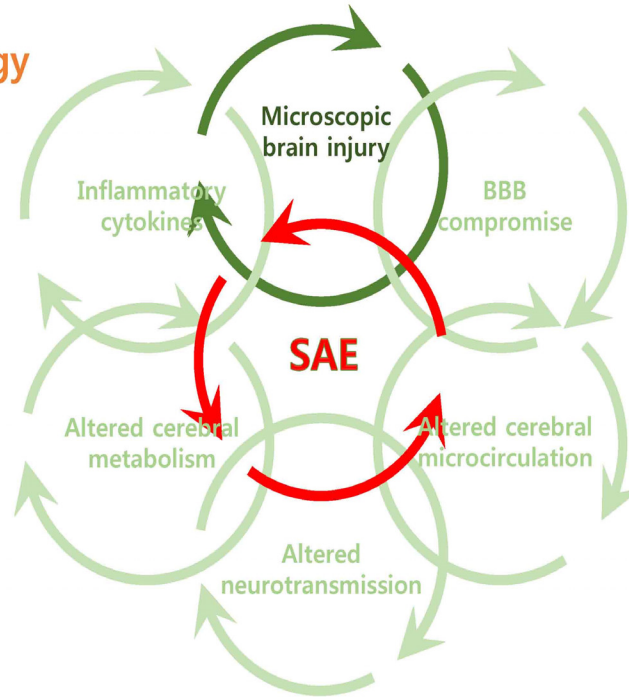 gy
Microscopic
brain injury
Inflammatory
cytokines
BBB
compromise
SAE
Altered cerebral
metabolism
Altered cerebral
microcirculation
Altered
neurotransmission